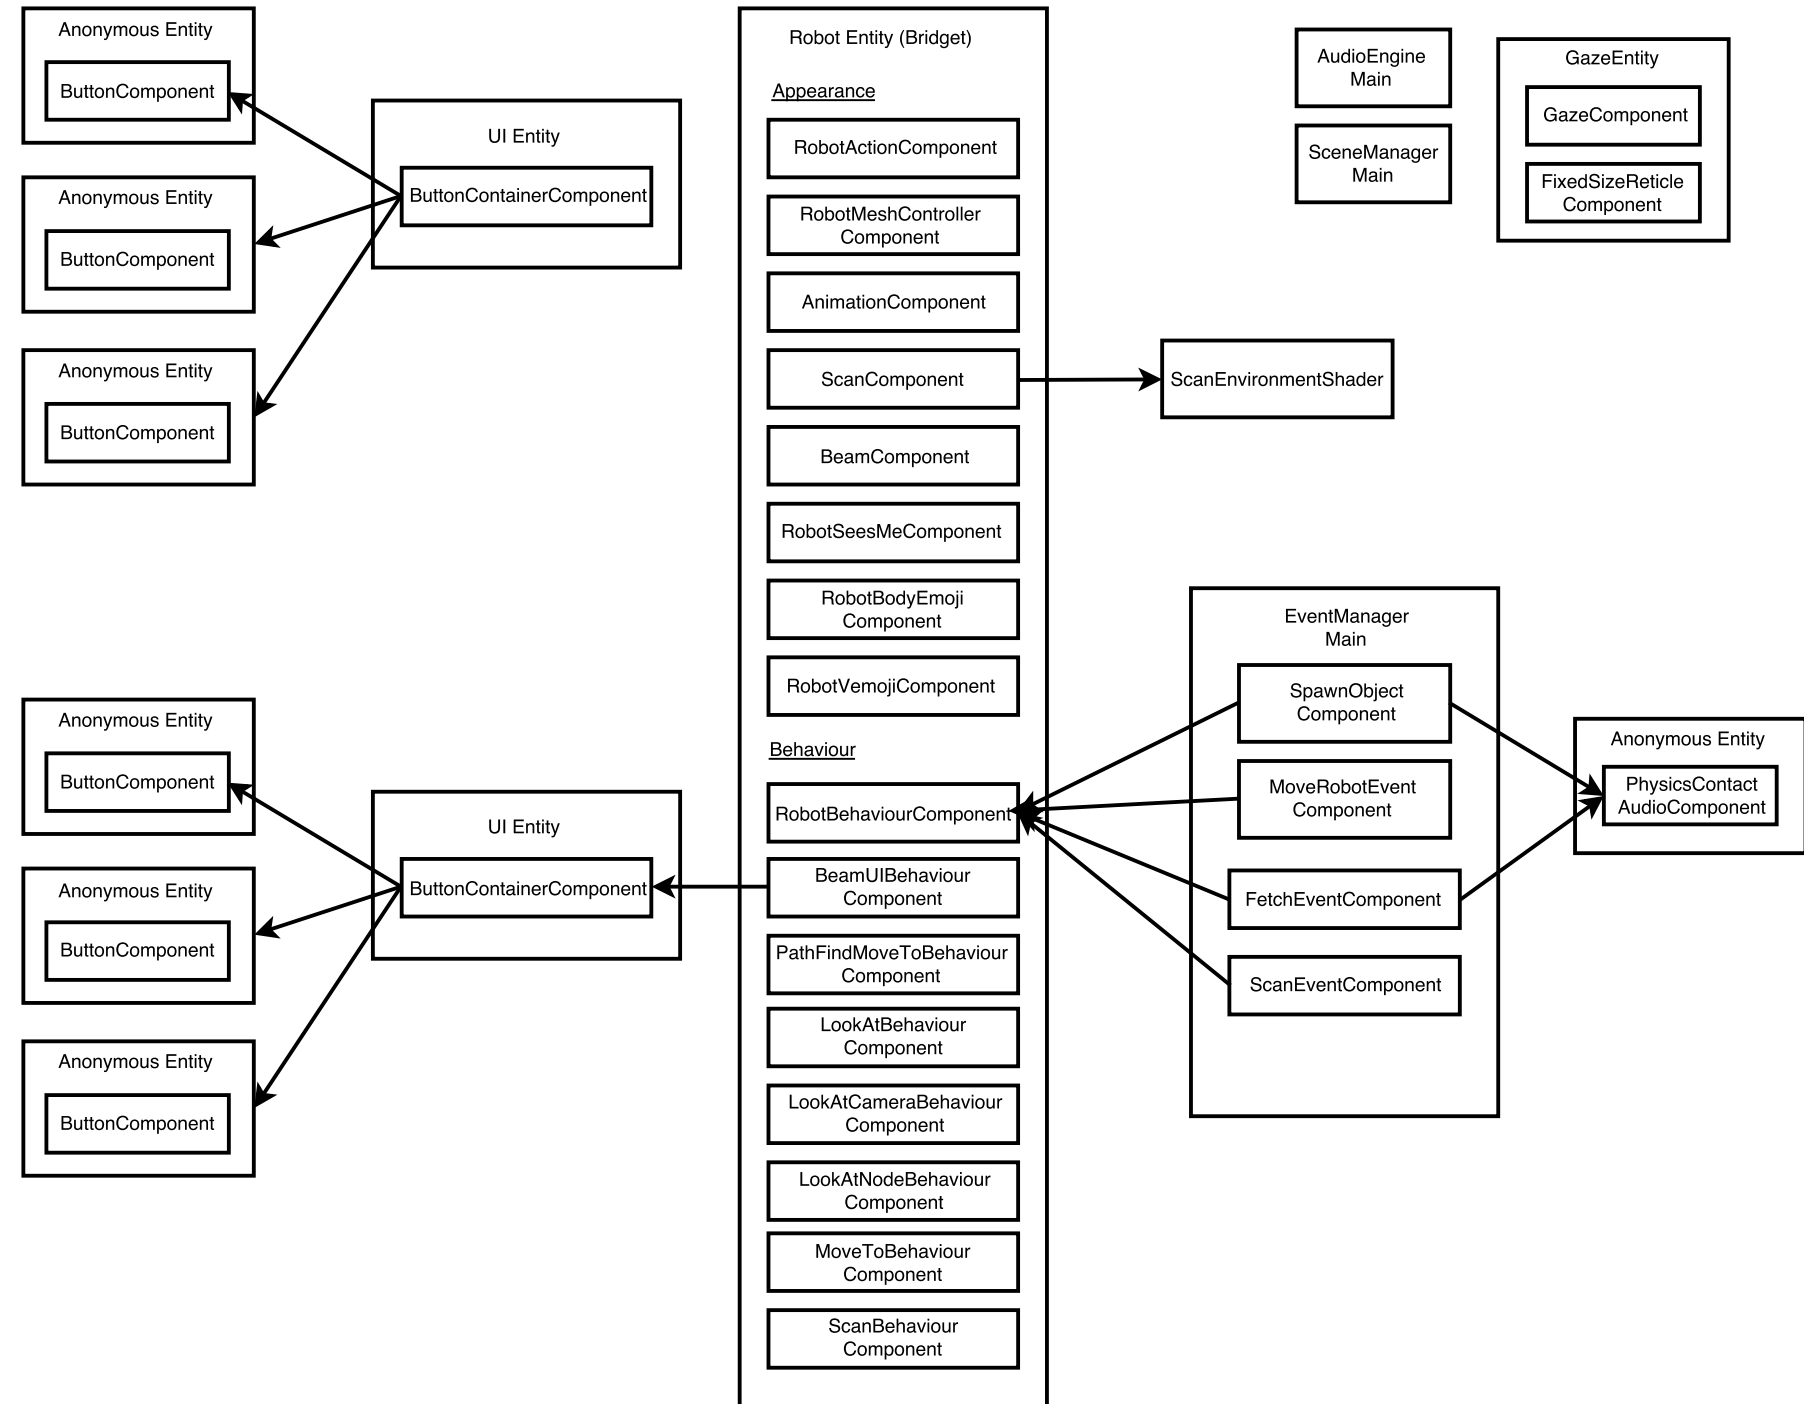 Anonymous Entity
ButtonComponent
Anonymous Entity
ButtonComponent
Anonymous Entity
ButtonComponent
UI Entity
ButtonContainerComponent
Anonymous Entity
ButtonComponent
Anonymous Entity
ButtonComponent
Anonymous Entity
ButtonComponent
UI Entity
ButtonContainerComponent
Robot Entity (Bridget)
Appearance
RobotActionComponent
RobotMeshController
Component
AnimationComponent
ScanComponent
BeamComponent
RobotSeesMeComponent
RobotBodyEmoji
Component
RobotVemojiComponent
Behaviour
RobotBehaviourComponent
BeamUIBehaviour
Component
PathFindMoveToBehaviour
Component
LookAtBehaviour
Component
LookAtCameraBehaviour
Component
LookAtNodeBehaviour
Component
MoveToBehaviour
Component
ScanBehaviour
Component
AudioEngine
Main
SceneManager
Main
GazeEntity
GazeComponent
FixedSizeReticle
Component
ScanEnvironmentShader
EventManager
Main
SpawnObject
Component
MoveRobotEvent
Component
FetchEventComponent
ScanEventComponent
Anonymous Entity
PhysicsContact
AudioComponent